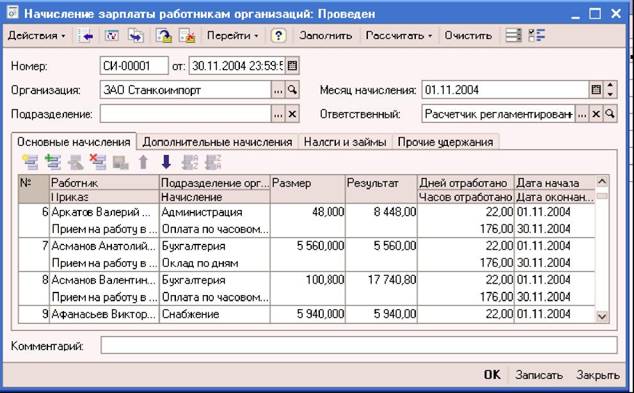 Начисление зарплаты работникам организаций: Проведен
Действия Перейти ? Заполнить Рассчитать Очистить
Номер: СИ-00001 от: 30.11.2004 23:59:5
Организация: ЗАО Станкоимпорт ... Месяц начисления: 01.11.2004
Подразделение: ... x Ответственный: Расчетчик регламентирован ... x
Основные начисления Дополнительные начисления Налоги и займы Прочие удержания
№ Работник Подразделение орг... Размер Результат Дней отработано Дата начала
Приказ Начисление Часов отработано Дата окончан...
6 Аркатов Валерий ... Администрация 48,000 8 448,00 22,00 01.11.2004
Прием на работу в ... Оплата по часовом... 176,00 30.11.2004
7 Асманов Анатолий... Бухгалтерия 5 560,000 5 560,00 22,00 01.11.2004
Прием на работу в ... Оклад по дням 176,00 30.11.2004
8 Асманов Валентин... Бухгалтерия 100,800 17 740,80 22,00 01.11.2004
Прием на работу в ... Оплата по часовом... 176,00 30.11.2004
9 Афанасьев Виктор... Снабжение 5 940,000 5 940,00 22,00 01.11.2004
Комментарий:
OK Записать Закрыть